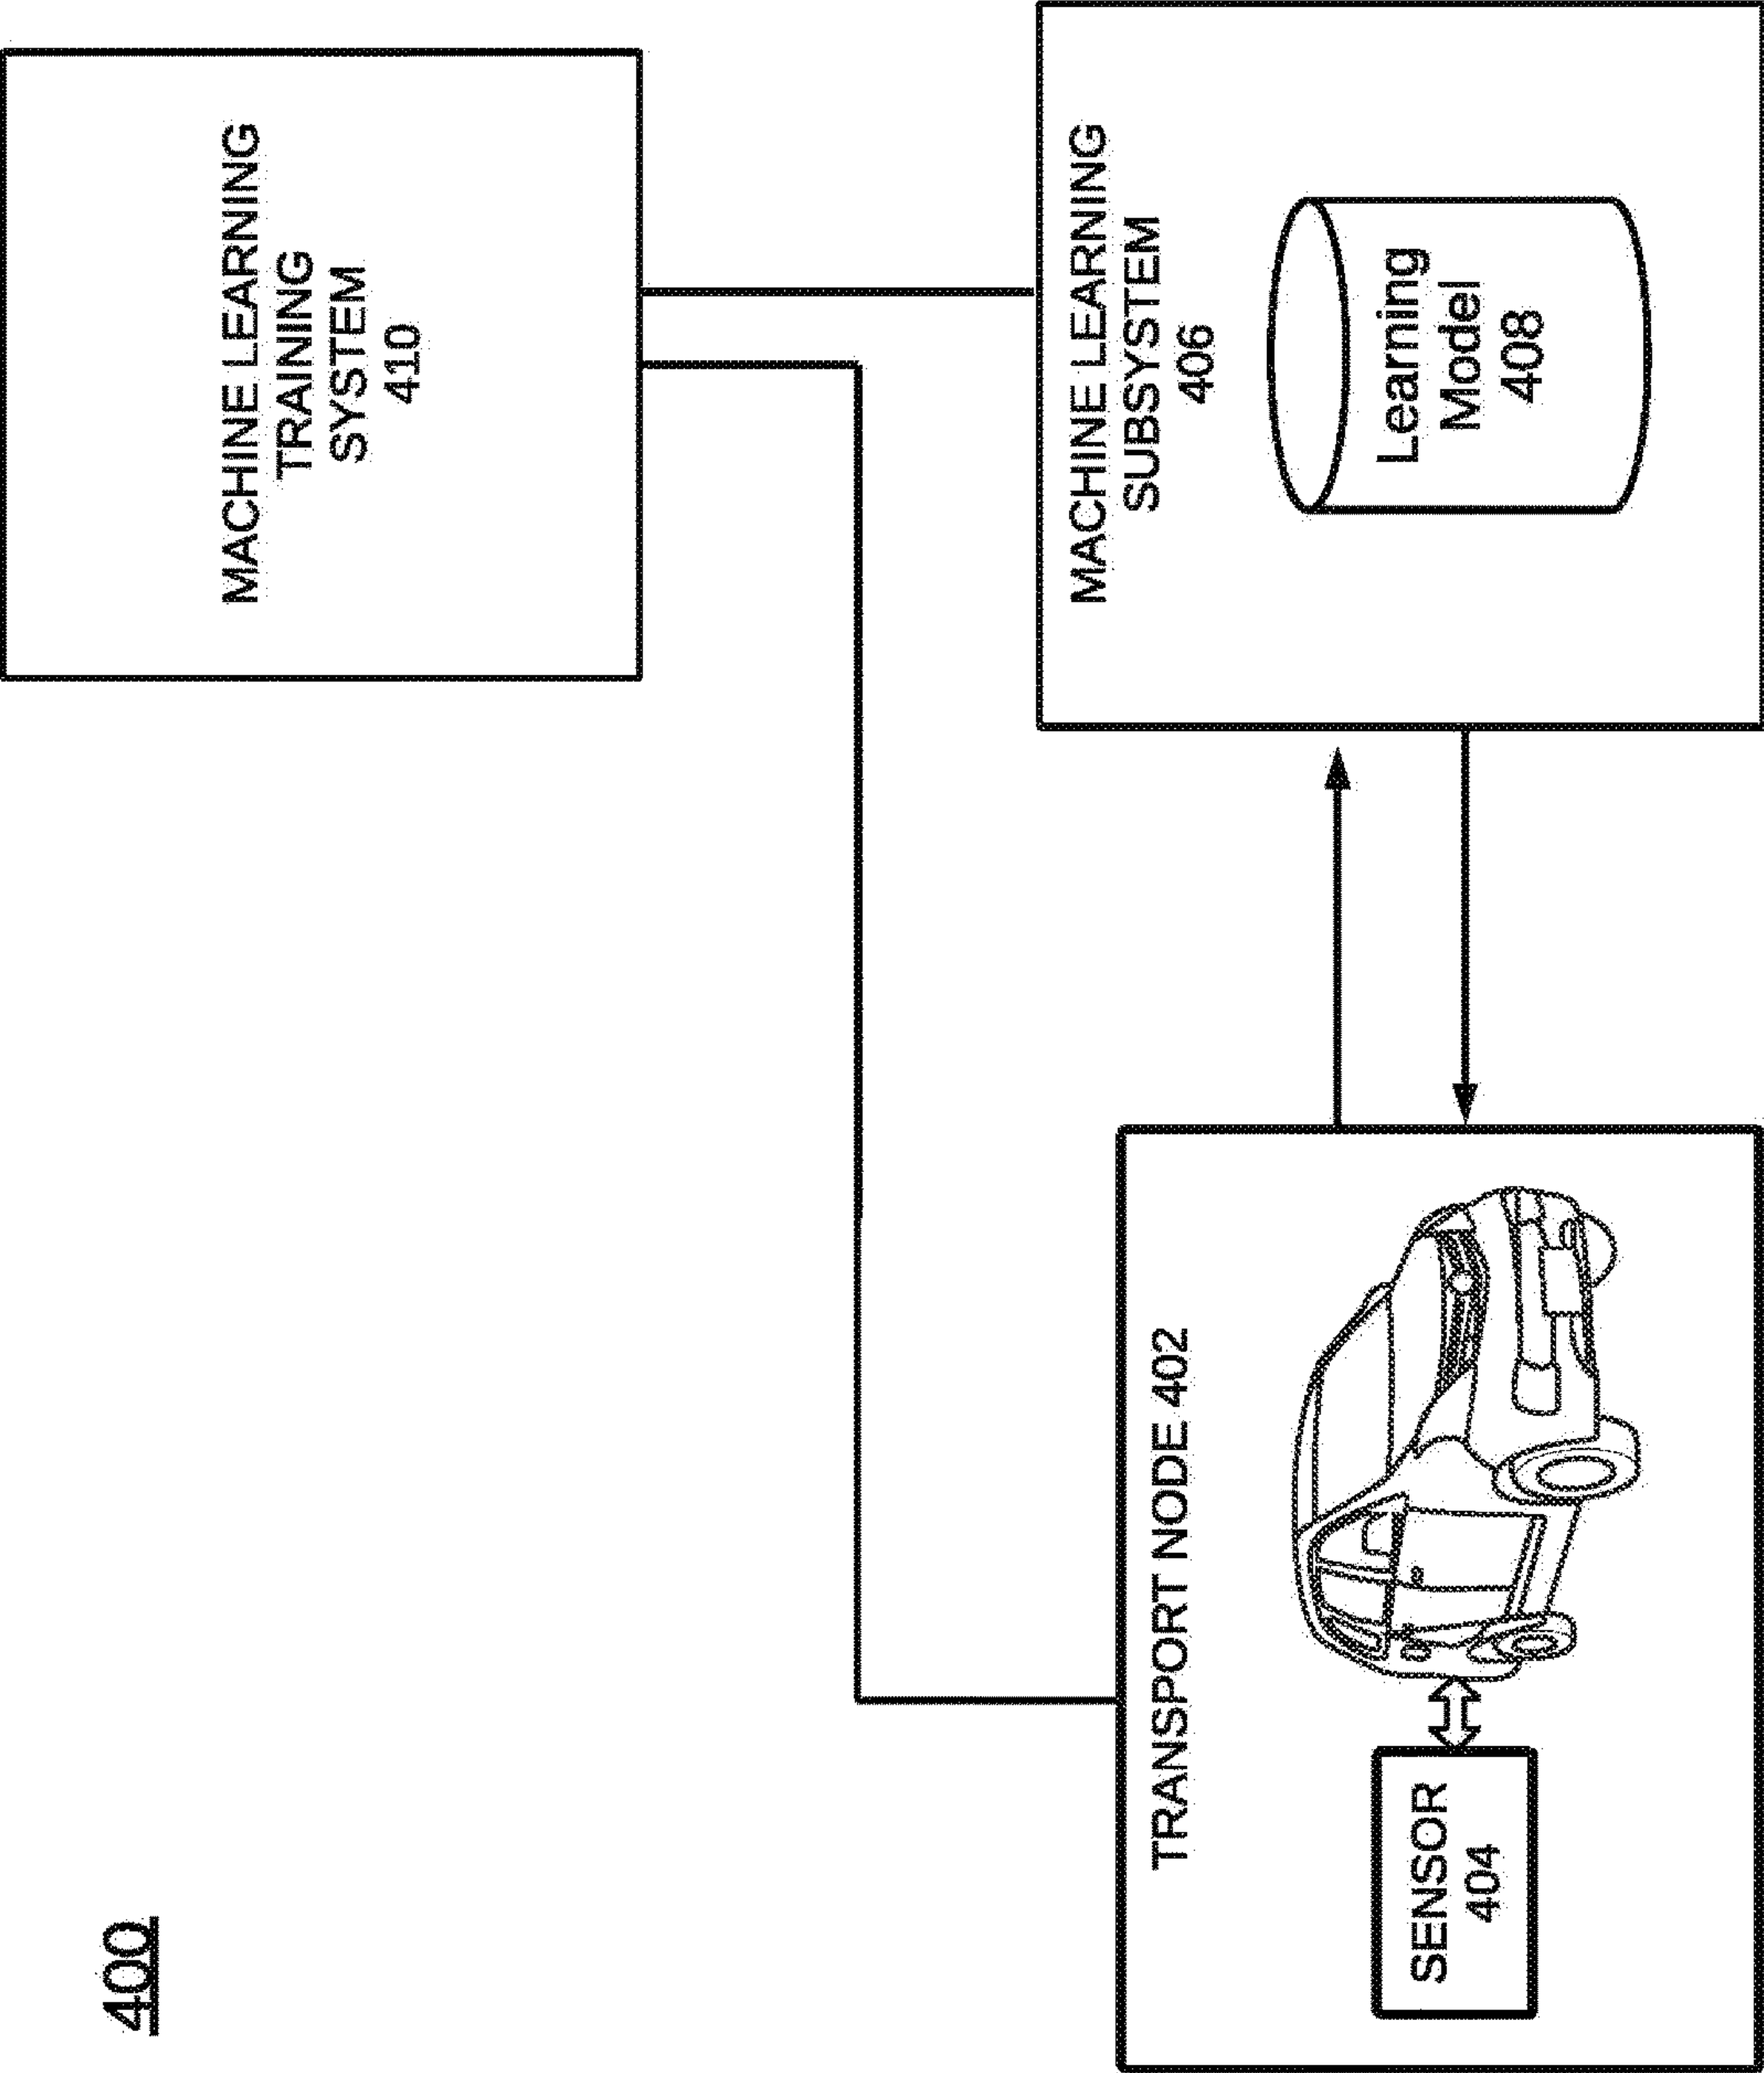 400
MACHINE LEARNING
TRAINING
SYSTEM
410
TRANSPORT NODE 402
SENSOR
404
MACHINE LEARNING
SUBSYSTEM
406
Learning
Model
408